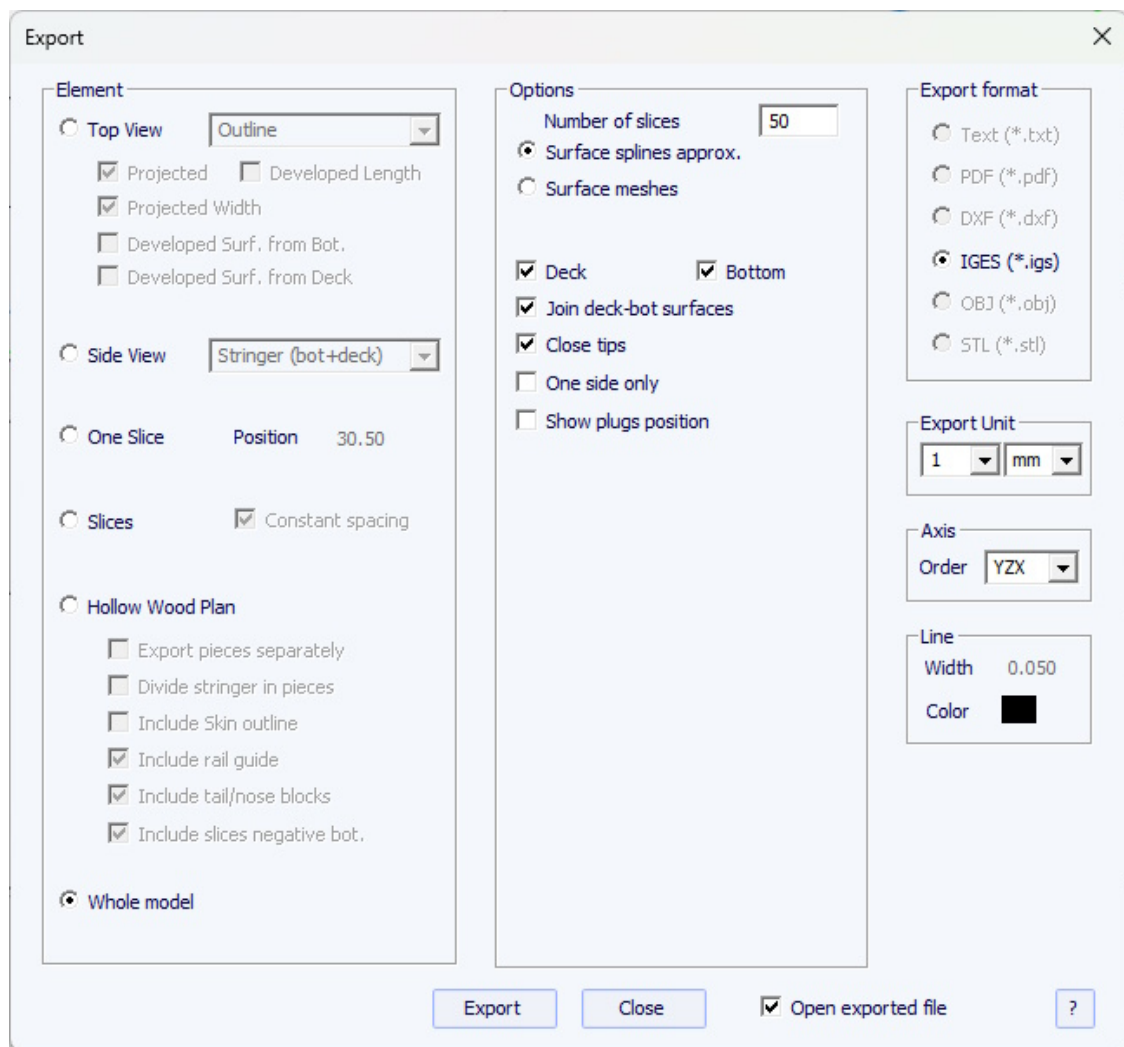 Export
Element
Top View Outline
Projected Developed Length
Projected Width
Developed Surf. from Bot.
Developed Surf. from Deck
Side View Stringer (bot+deck)
One Slice Position 30.50
Slices Constant spacing
Hollow Wood Plan
Export pieces separately
Divide stringer in pieces
Include Skin outline
Include rail guide
Include tail/nose blocks
Include slices negative bot.
Whole model
Options
Number of slices 50
Surface splines approx.
Surface meshes
Deck Bottom
Join deck-bot surfaces
Close tips
One side only
Show plugs position
Export format
Text (*.txt)
PDF (*.pdf)
DXF (*.dxf)
IGES (*.igs)
OBJ (*.obj)
STL (*.stl)
Export Unit
1 mm
Axis
Order YZX
Line
Width 0.050
Color
Export Close Open exported file ?